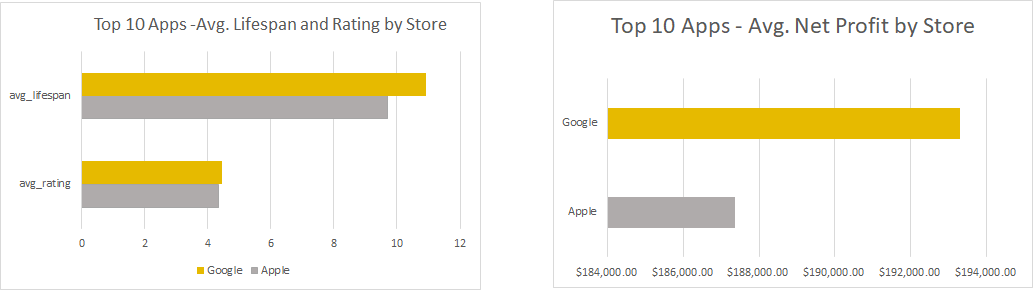 Top 10 Apps -Avg. Lifespan and Rating by Store
avg_lifespan
avg_rating
0 2 4 6 8 10 12
Google Apple
Top 10 Apps - Avg. Net Profit by Store
Google
Apple
$184,000.00 $186,000.00 $188,000.00 $190,000.00 $192,000.00 $194,000.00